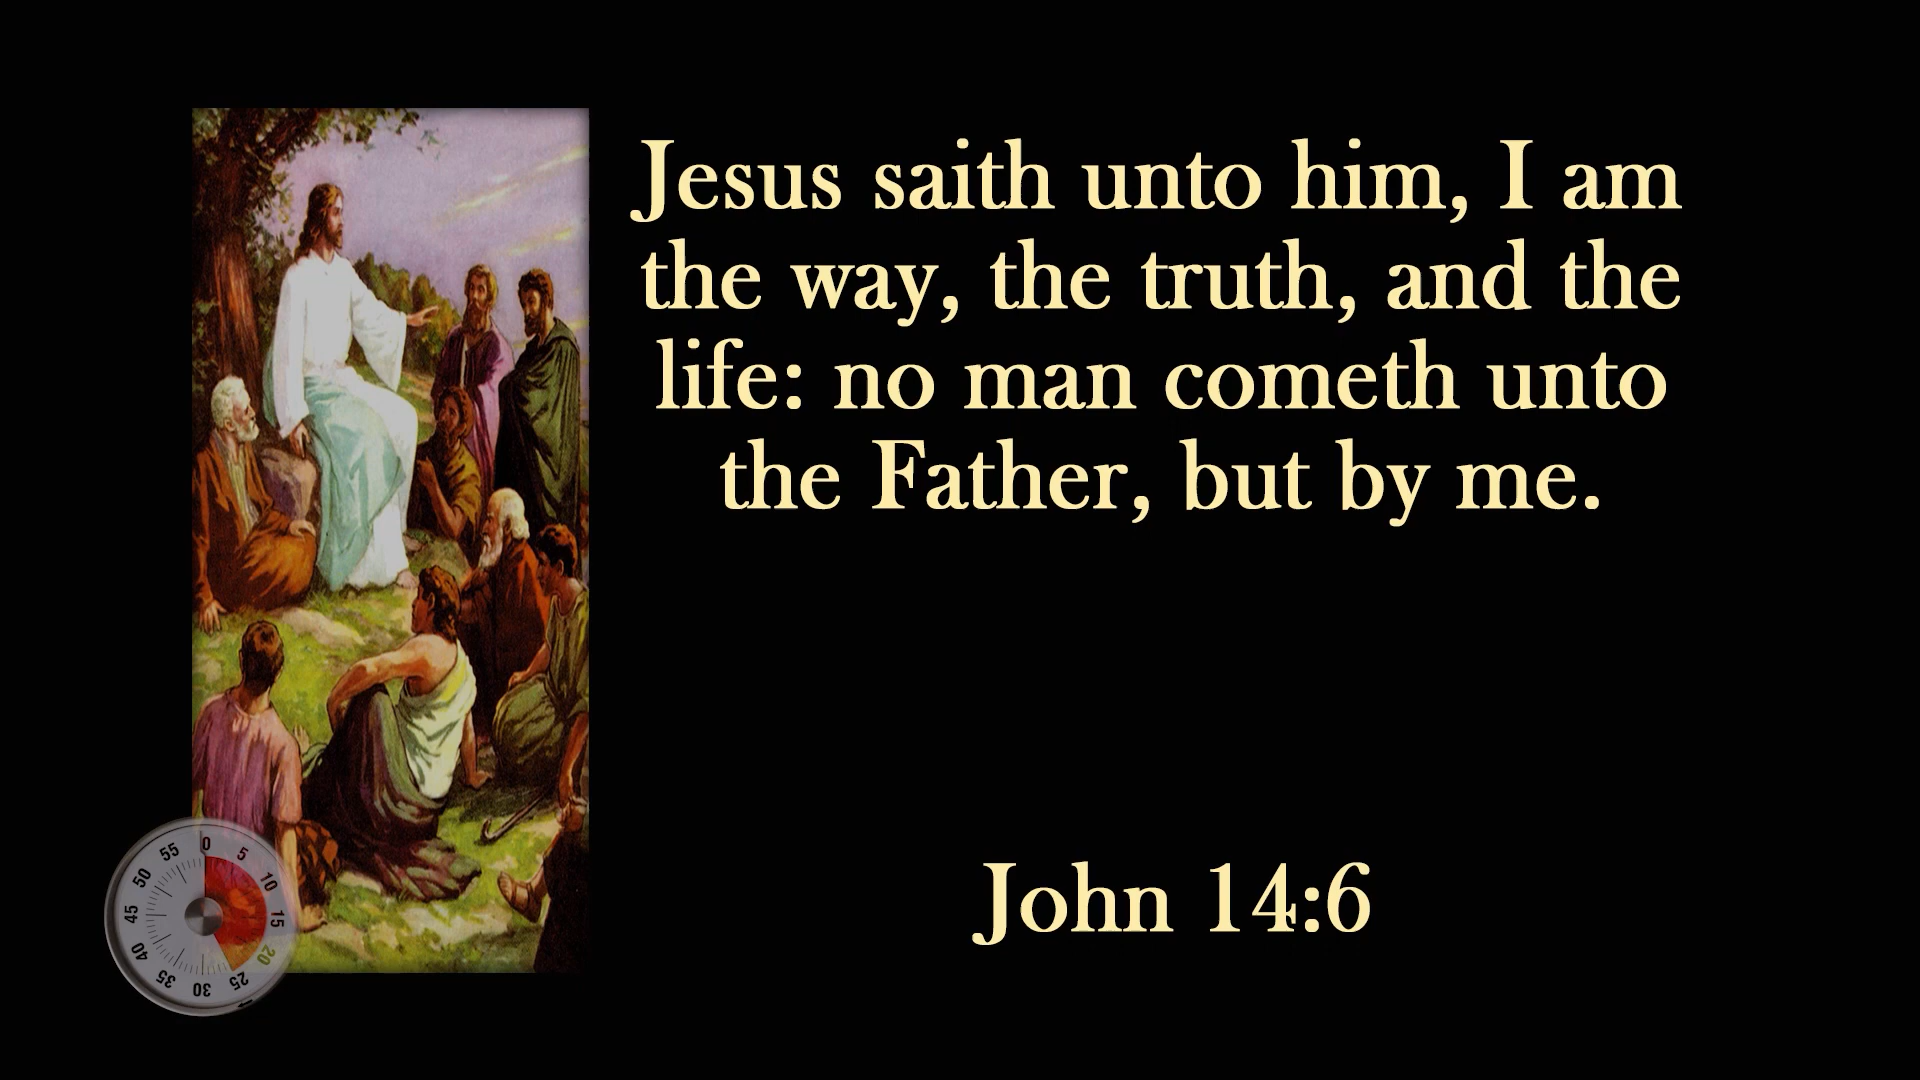 Jesus saith unto him, I am
the way, the truth, and the
life: no man cometh unto
the Father, but by me.
John 14:6
0
5
10
15
20
25
30
35
40
45
50
55